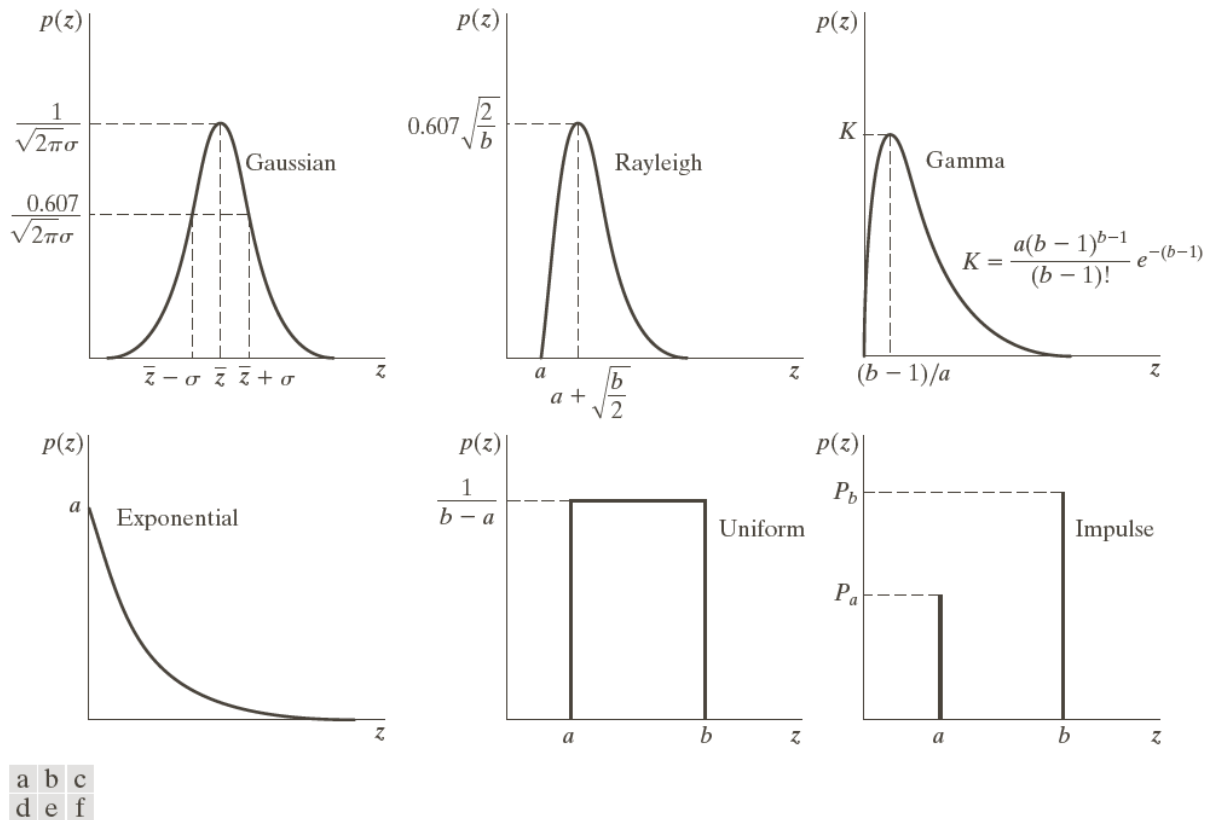 p(z)
1/√2πσ
Gaussian
0.607/√2πσ
z̄ − σ z̄ z̄ + σ z
p(z)
0.607√2/b
Rayleigh
a z
a + √b/2
p(z)
K
Gamma
K = a(b − 1)^{b−1}/(b − 1)! e^{−(b−1)}
(b − 1)/a z
p(z)
a
Exponential
z
p(z)
1/b − a
Uniform
a b z
p(z)
P_b
Impulse
P_a
a b z
a b c
d e f